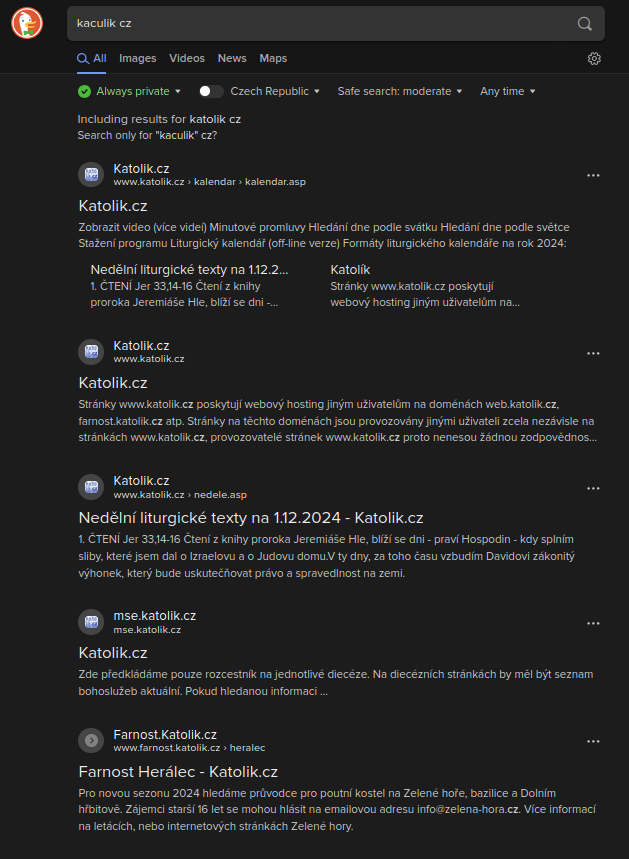 kaculik cz
All Images Videos News Maps
Always private Czech Republic Safe search: moderate Any time
Including results for katolik cz
Search only for "kaculik" cz?
Katolik.cz
www.katolik.cz › kalendar › kalendar.asp
Katolik.cz
Zobrazit video (více videí) Minutové promluvy Hledání dne podle svátku Hledání dne podle světce
Stažení programu Liturgický kalendář (off-line verze) Formáty liturgického kalendáře na rok 2024:
Nedělní liturgické texty na 1.12.2...
1. ČTENÍ Jer 33,14-16 Čtení z knihy
proroka Jeremiáše Hle, blíží se dni -...
Katolík
Stránky www.katolik.cz poskytují
webový hosting jiným uživatelům na...
Katolik.cz
www.katolik.cz
Katolik.cz
Stránky www.katolik.cz poskytují webový hosting jiným uživatelům na doménách web.katolik.cz,
farnost.katolik.cz atp. Stránky na těchto doménách jsou provozovány jinými uživateli zcela nezávisle na
stránkách www.katolik.cz, provozovatelé stránek www.katolik.cz proto nenesou žádnou zodpovědnos...
Katolik.cz
www.katolik.cz › nedele.asp
Nedělní liturgické texty na 1.12.2024 - Katolik.cz
1. ČTENÍ Jer 33,14-16 Čtení z knihy proroka Jeremiáše Hle, blíží se dni - praví Hospodin - kdy splním
sliby, které jsem dal o Izraelovu a o Judovu domu.V ty dny, za toho času vzbudím Davidovi zákonitý
výhonek, který bude uskutečňovat právo a spravedlnost na zemi.
mse.katolik.cz
mse.katolik.cz
Katolik.cz
Zde předkládáme pouze rozcestník na jednotlivé diecéze. Na diecézních stránkách by měl být seznam
bohoslužeb aktuální. Pokud hledanou informaci ...
Farnost.Katolik.cz
www.farnost.katolik.cz › heralec
Farnost Herálec - Katolik.cz
Pro novou sezonu 2024 hledáme průvodce pro poutní kostel na Zelené hoře, bazilice a Dolním
hřbitově. Zájemci starší 16 let se mohou hlásit na emailovou adresu info@zelena-hora.cz. Více informací
na letácích, nebo internetových stránkách Zelené hory.